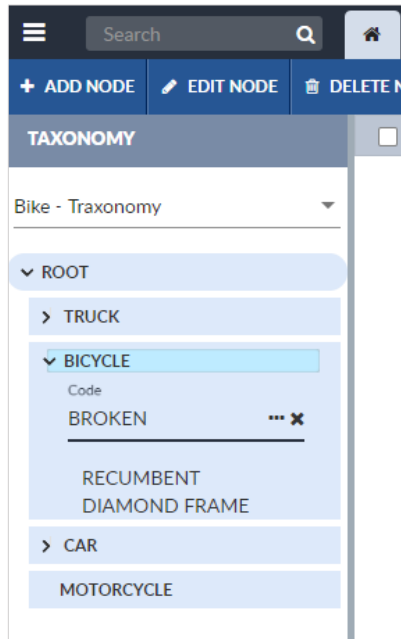 Search
ADD NODE EDIT NODE DELETE N
TAXONOMY
Bike - Traxonomy
ROOT
TRUCK
BICYCLE
Code
BROKEN
RECUMBENT
DIAMOND FRAME
CAR
MOTORCYCLE